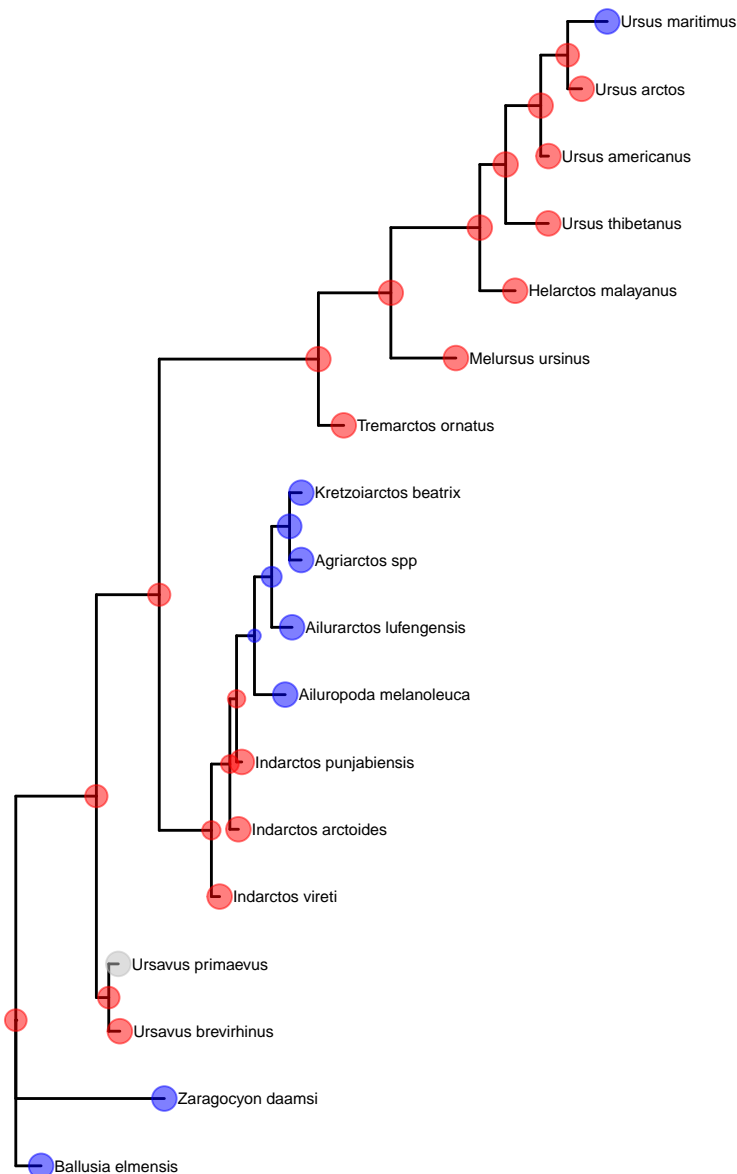 Ursus maritimus
Ursus arctos
Ursus americanus
Ursus thibetanus
Helarctos malayanus
Melursus ursinus
Tremarctos ornatus
Kretzoiarctos beatrix
Agriarctos spp
Ailurarctos lufengensis
Ailuropoda melanoleuca
Indarctos punjabiensis
Indarctos arctoides
Indarctos vireti
Ursavus primaevus
Ursavus brevirhinus
Zaragocyon daamsi
Ballusia elmensis